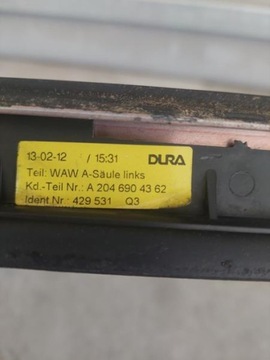 13-02-12 / 15:31 DURA
Teil: WAW A-Säule links
Kd.-Teil Nr.: A 204 690 43 62
Ident.Nr.: 429 531 Q3